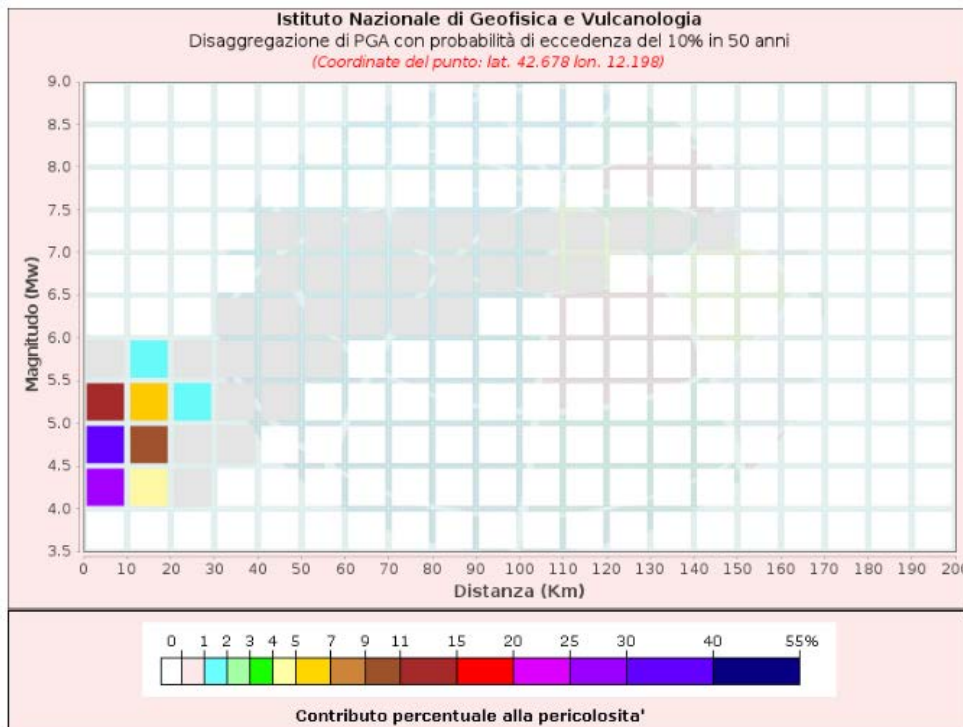 Istituto Nazionale di Geofisica e Vulcanologia
Disaggregazione di PGA con probabilità di eccedenza del 10% in 50 anni
(Coordinate del punto: lat. 42.678 lon. 12.198)
Magnitudo (Mw)
9.0
8.5
8.0
7.5
7.0
6.5
6.0
5.5
5.0
4.5
4.0
3.5
0 10 20 30 40 50 60 70 80 90 100 110 120 130 140 150 160 170 180 190 200
Distanza (Km)
0 1 2 3 4 5 7 9 11 15 20 25 30 40 55%
Contributo percentuale alla pericolosita'